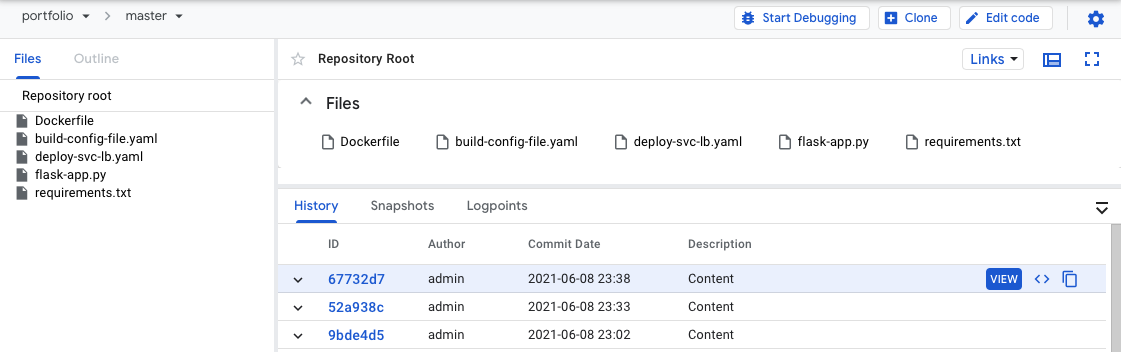 portfolio master Start Debugging Clone Edit code
Files Outline
Repository root
Dockerfile
build-config-file.yaml
deploy-svc-lb.yaml
flask-app.py
requirements.txt
Repository Root Links
Files
Dockerfile build-config-file.yaml deploy-svc-lb.yaml flask-app.py requirements.txt
History Snapshots Logpoints
ID Author Commit Date Description
67732d7 admin 2021-06-08 23:38 Content VIEW
52a938c admin 2021-06-08 23:33 Content
9bde4d5 admin 2021-06-08 23:02 Content